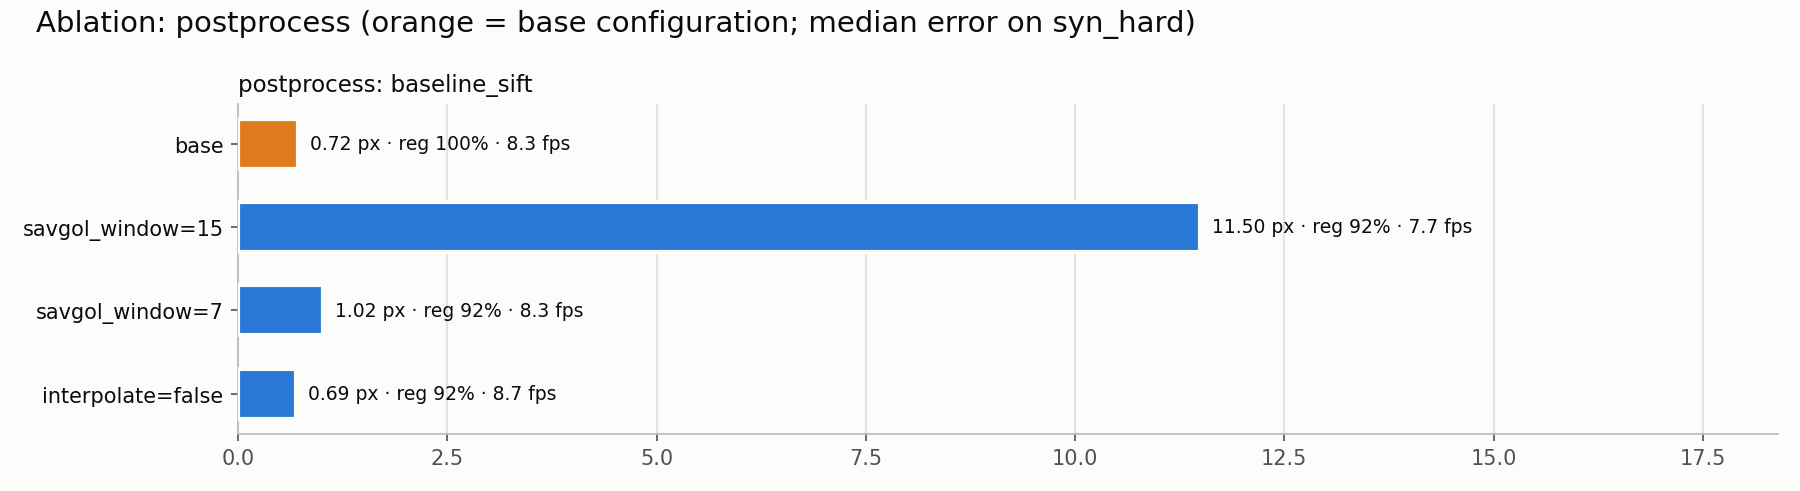 Ablation: postprocess (orange = base configuration; median error on syn_hard)
postprocess: baseline_sift
base
0.72 px · reg 100% · 8.3 fps
savgol_window=15
11.50 px · reg 92% · 7.7 fps
savgol_window=7
1.02 px · reg 92% · 8.3 fps
interpolate=false
0.69 px · reg 92% · 8.7 fps
0.0 2.5 5.0 7.5 10.0 12.5 15.0 17.5